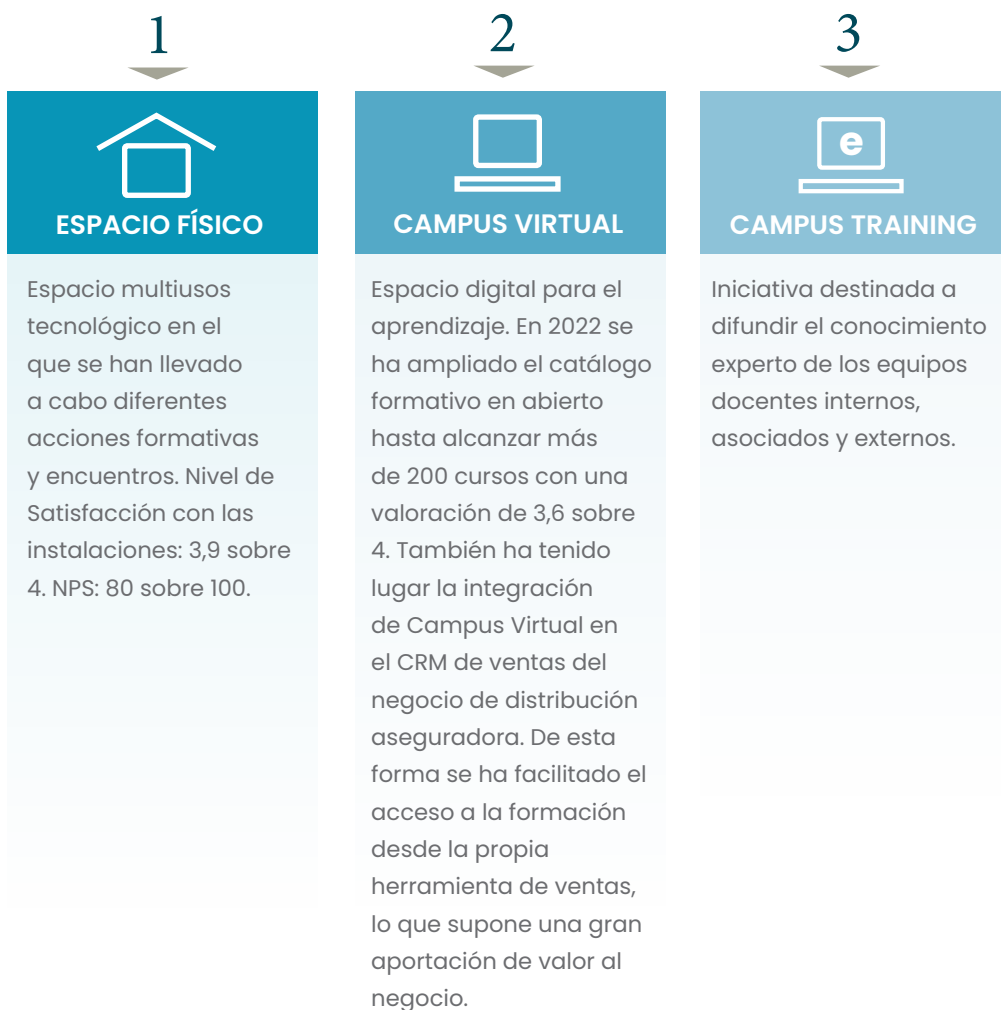 1
ESPACIO FÍSICO
Espacio multiusos
tecnológico en el
que se han llevado
a cabo diferentes
acciones formativas
y encuentros. Nivel de
Satisfacción con las
instalaciones: 3,9 sobre
4. NPS: 80 sobre 100.
2
CAMPUS VIRTUAL
Espacio digital para el
aprendizaje. En 2022 se
ha ampliado el catálogo
formativo en abierto
hasta alcanzar más
de 200 cursos con una
valoración de 3,6 sobre
4. También ha tenido
lugar la integración
de Campus Virtual en
el CRM de ventas del
negocio de distribución
aseguradora. De esta
forma se ha facilitado el
acceso a la formación
desde la propia
herramienta de ventas,
lo que supone una gran
aportación de valor al
negocio.
3
e
CAMPUS TRAINING
Iniciativa destinada a
difundir el conocimiento
experto de los equipos
docentes internos,
asociados y externos.